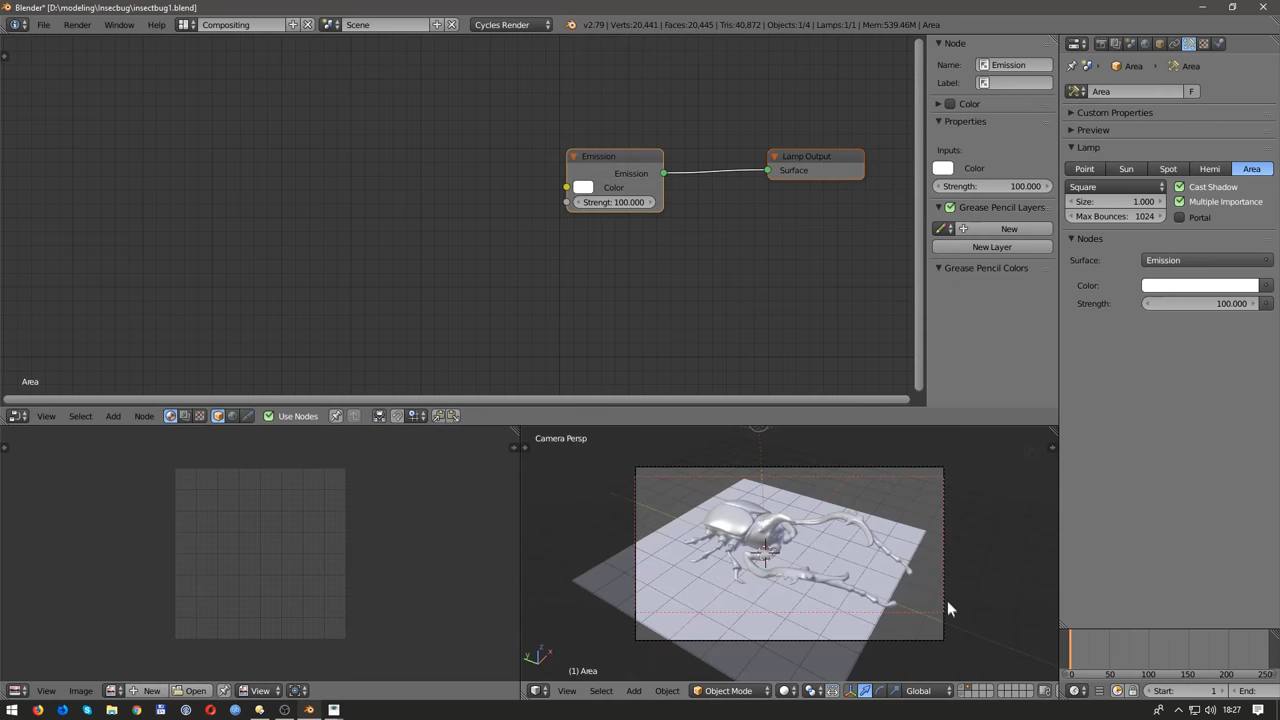 Blender* [D:\modeling\Insecbug\insectbug1.blend]
File Render Window Help Compositing Scene Cycles Render v2.79 | Verts:20,441 | Faces:20,445 | Tris:40,872 | Objects:1/4 | Lamps:1/1 | Mem:539.46M | Area
Node
Name: Emission
Label:
Color
Properties
Inputs:
Color
Strength: 100.000
Grease Pencil Layers
New
New Layer
Grease Pencil Colors
Emission
Emission
Color
Strengt: 100.000
Lamp Output
Surface
Area
View Select Add Node Use Nodes
Area Area
Area F
Custom Properties
Preview
Lamp
Point Sun Spot Hemi Area
Square Cast Shadow
Size: 1.000 Multiple Importance
Max Bounces: 1024 Portal
Nodes
Surface: Emission
Color:
Strength: 100.000
Camera Persp
(1) Area
View Image New Open View
View Select Add Object Object Mode Global
0 50 100 150 200 250
Start: 1 End:
18:27